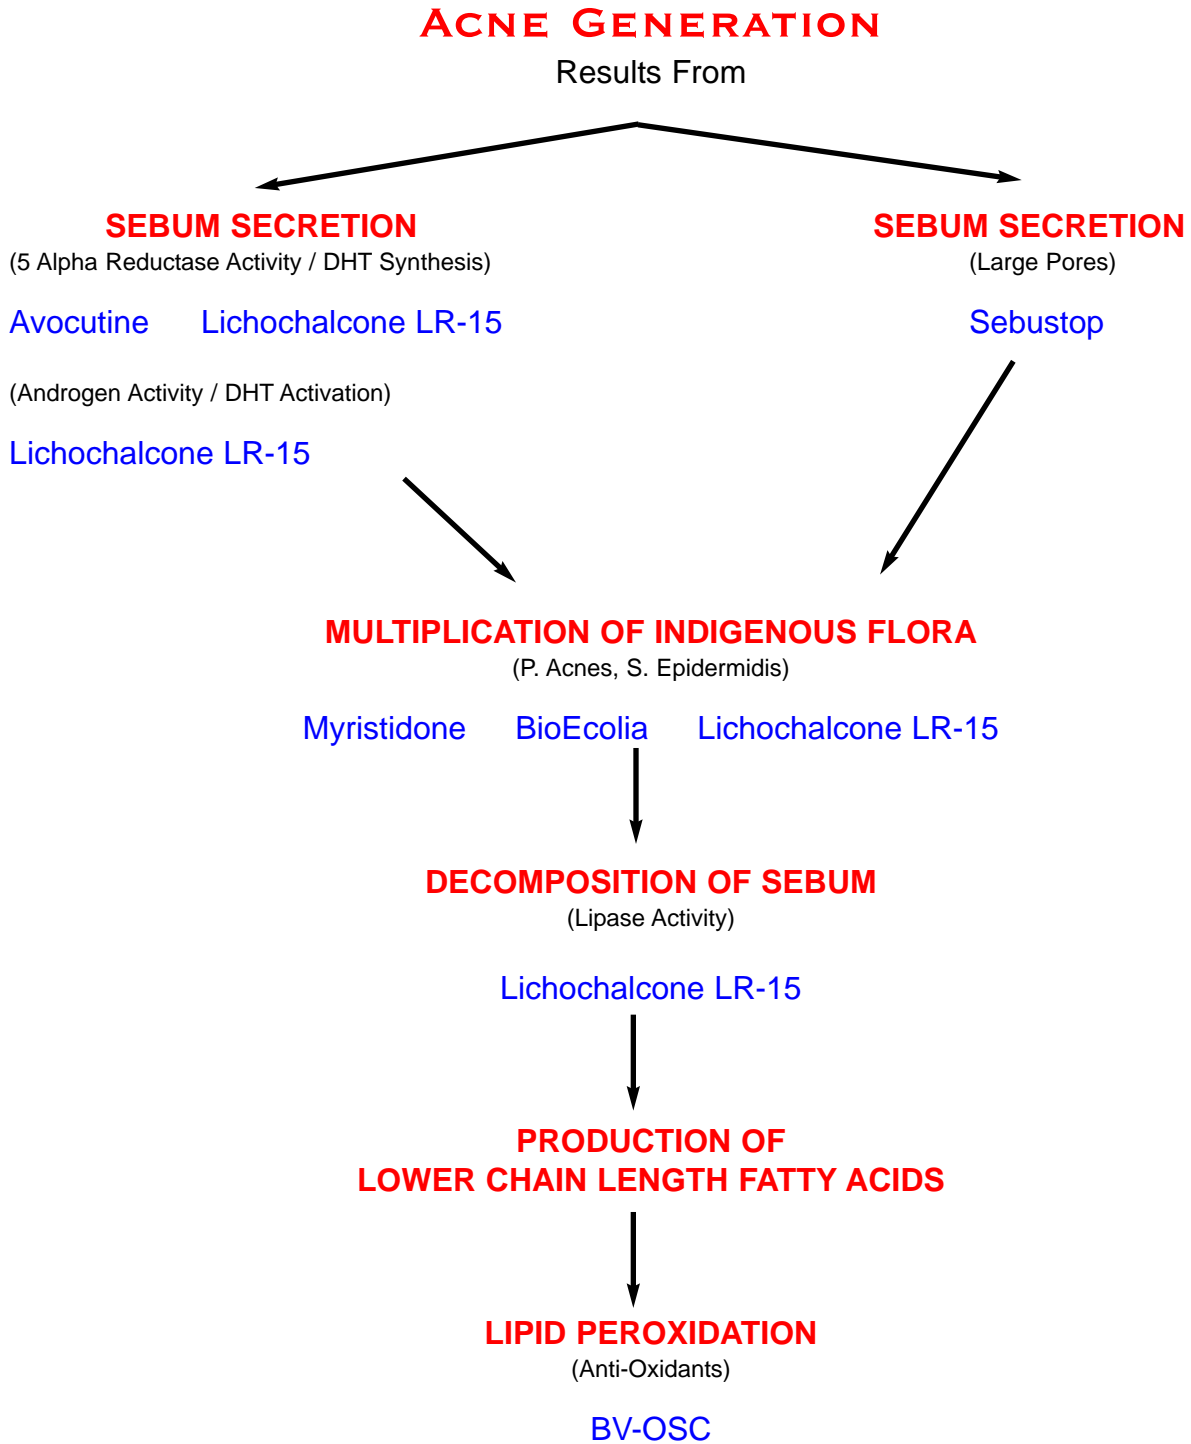 ACNE GENERATION
Results From
SEBUM SECRETION
(5 Alpha Reductase Activity / DHT Synthesis)
Avocutine Lichochalcone LR-15
(Androgen Activity / DHT Activation)
Lichochalcone LR-15
SEBUM SECRETION
(Large Pores)
Sebustop
MULTIPLICATION OF INDIGENOUS FLORA
(P. Acnes, S. Epidermidis)
Myristidone BioEcolia Lichochalcone LR-15
DECOMPOSITION OF SEBUM
(Lipase Activity)
Lichochalcone LR-15
PRODUCTION OF
LOWER CHAIN LENGTH FATTY ACIDS
LIPID PEROXIDATION
(Anti-Oxidants)
BV-OSC